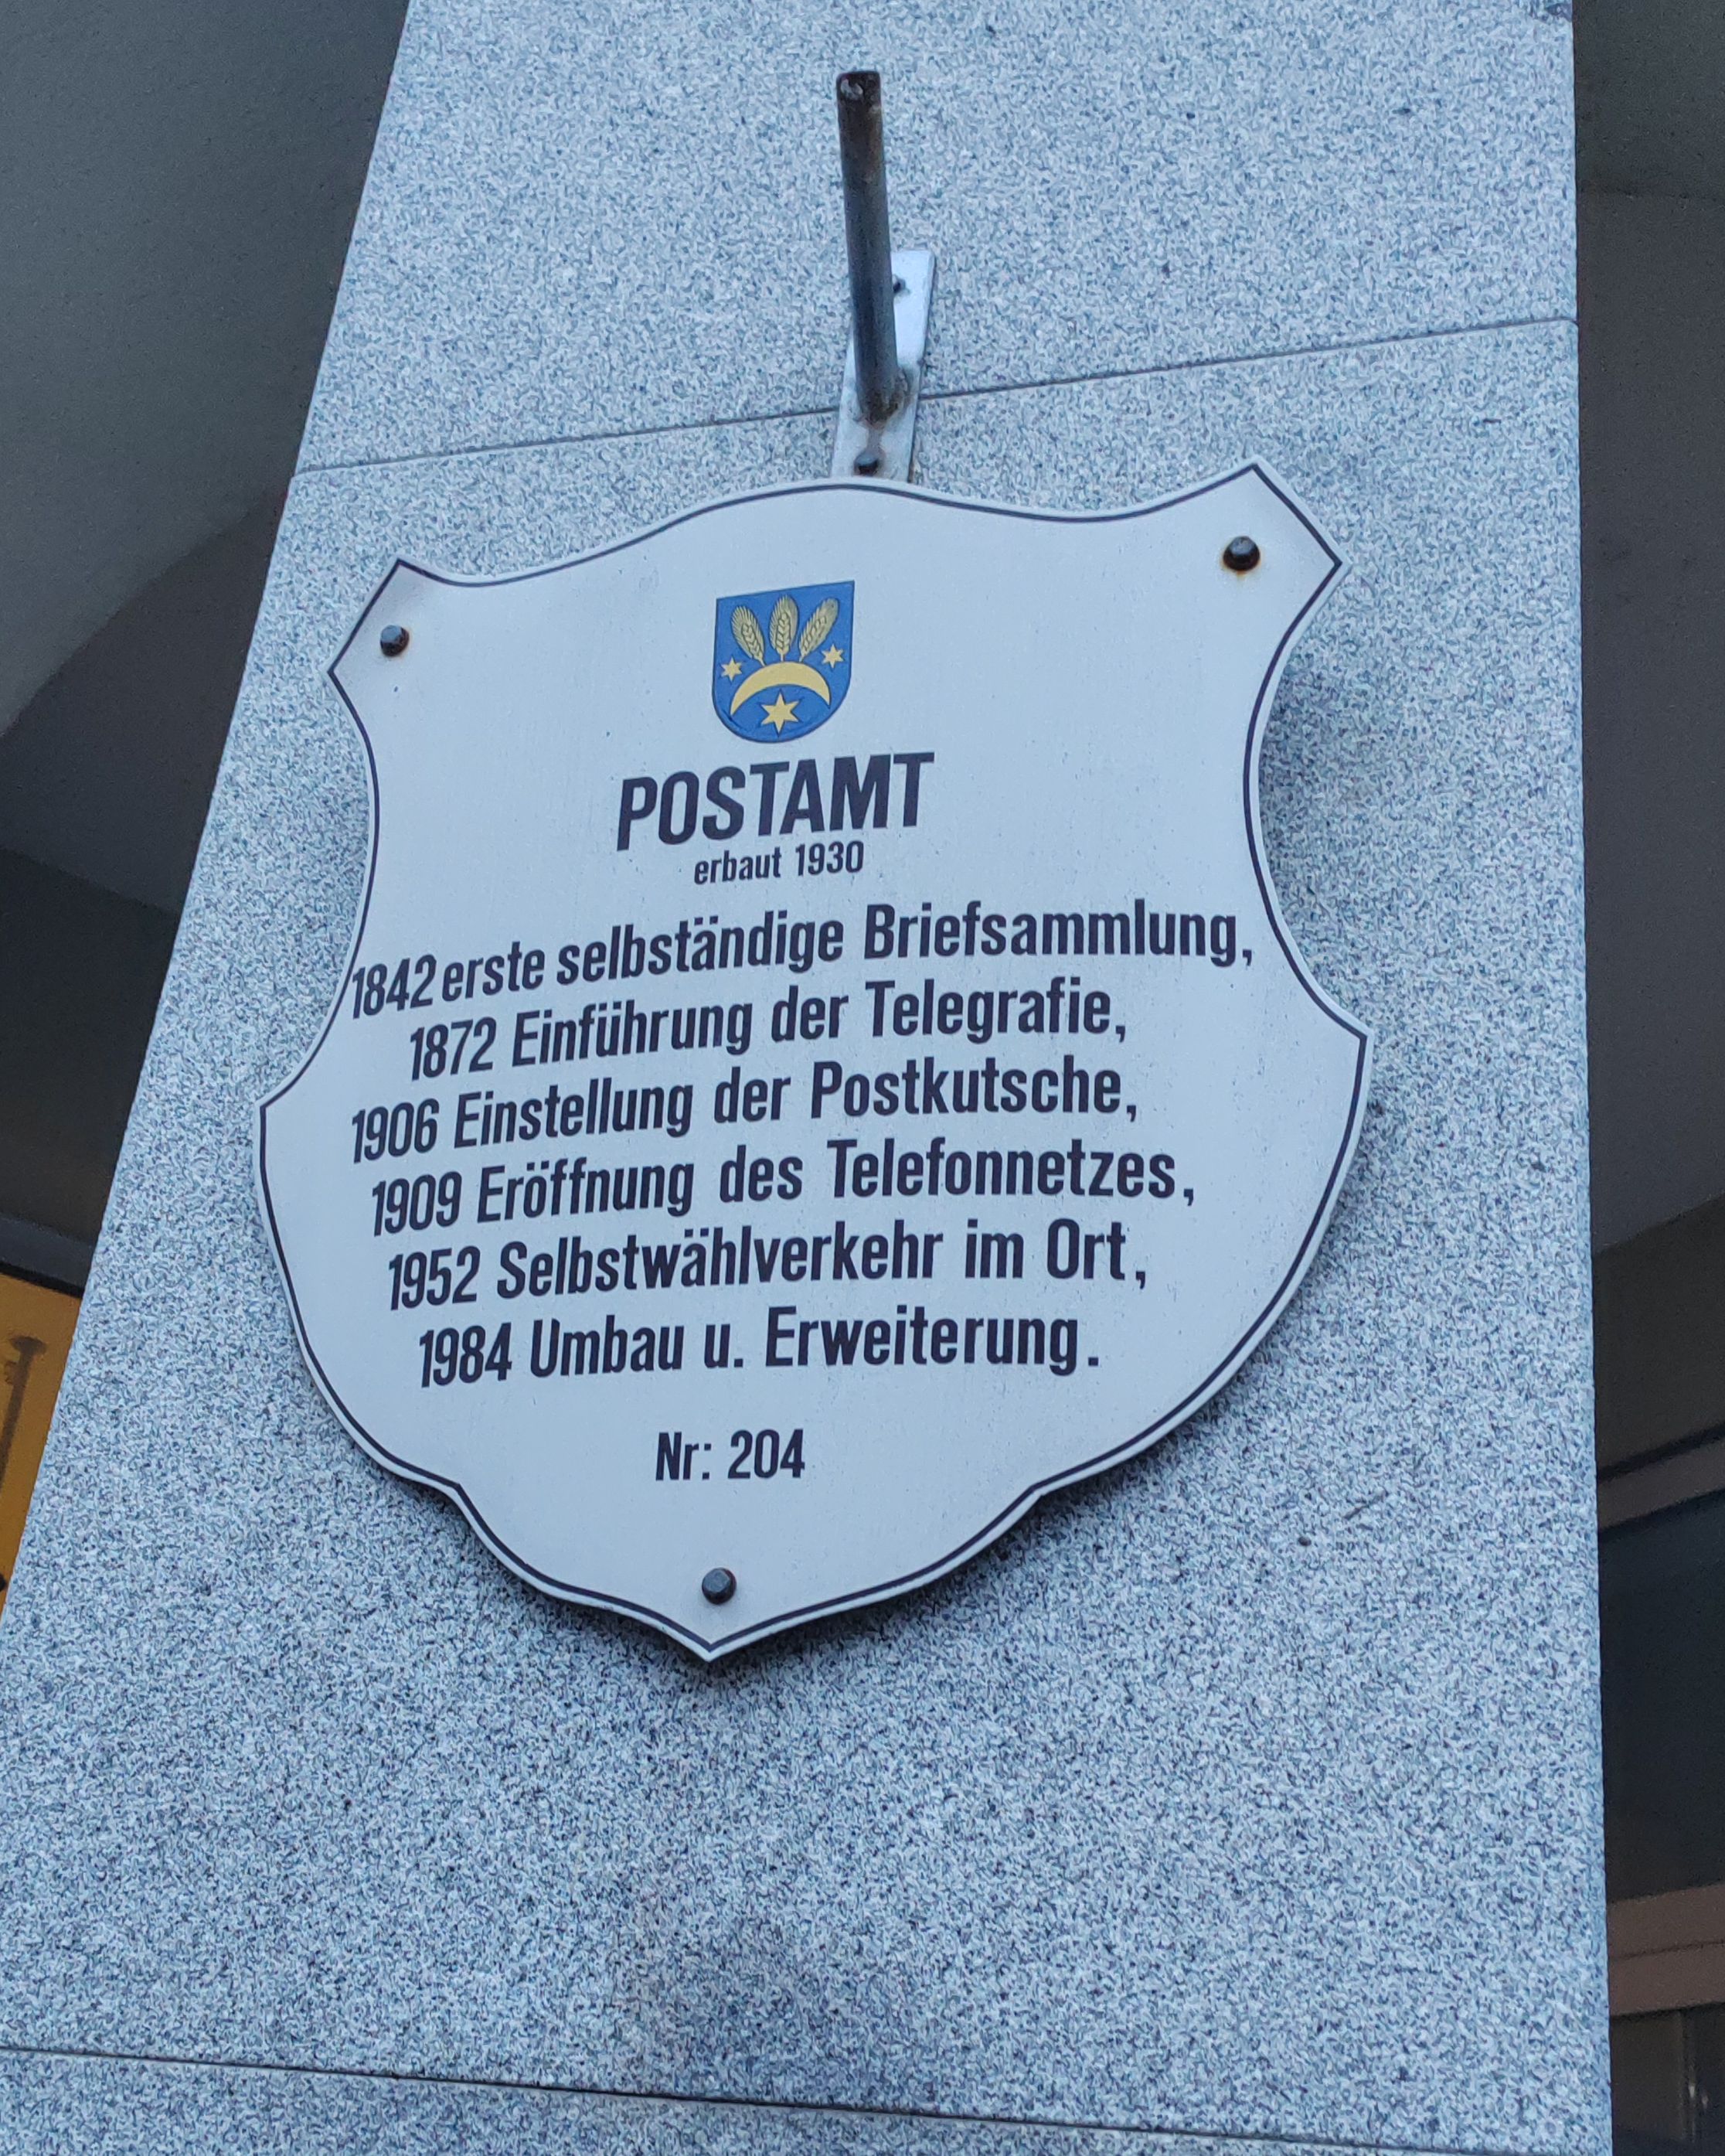 POSTAMT
erbaut 1930
1842 erste selbständige Briefsammlung,
1872 Einführung der Telegrafie,
1906 Einstellung der Postkutsche,
1909 Eröffnung des Telefonnetzes,
1952 Selbstwählverkehr im Ort,
1984 Umbau u. Erweiterung.
Nr: 204